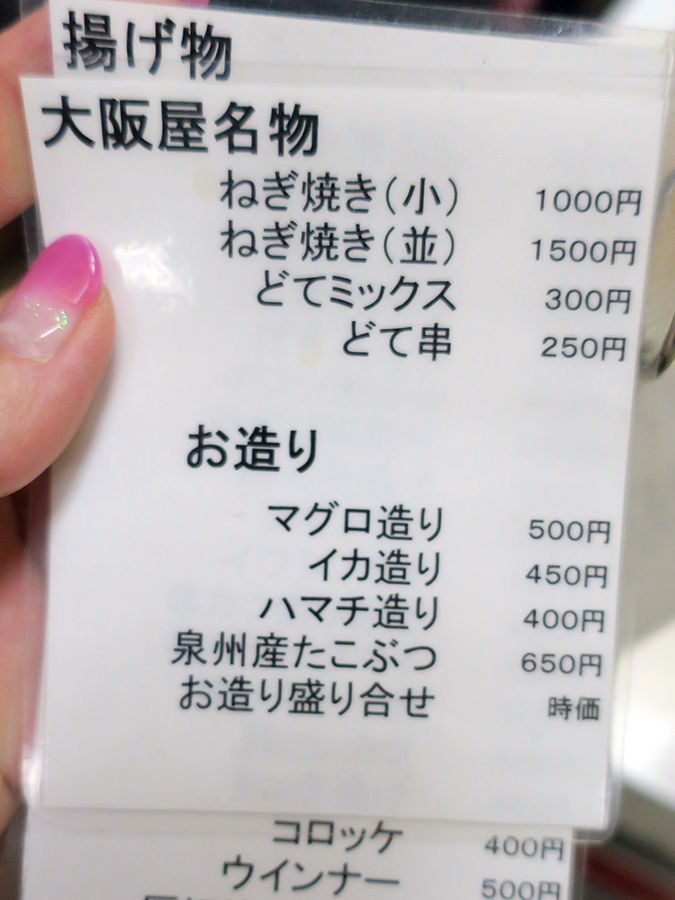 揚げ物
大阪屋名物
ねぎ焼き(小) 1000円
ねぎ焼き(並) 1500円
どてミックス 300円
どて串 250円
お造り
マグロ造り 500円
イカ造り 450円
ハマチ造り 400円
泉州産たこぶつ 650円
お造り盛り合せ 時価
コロッケ 400円
ウインナー 500円